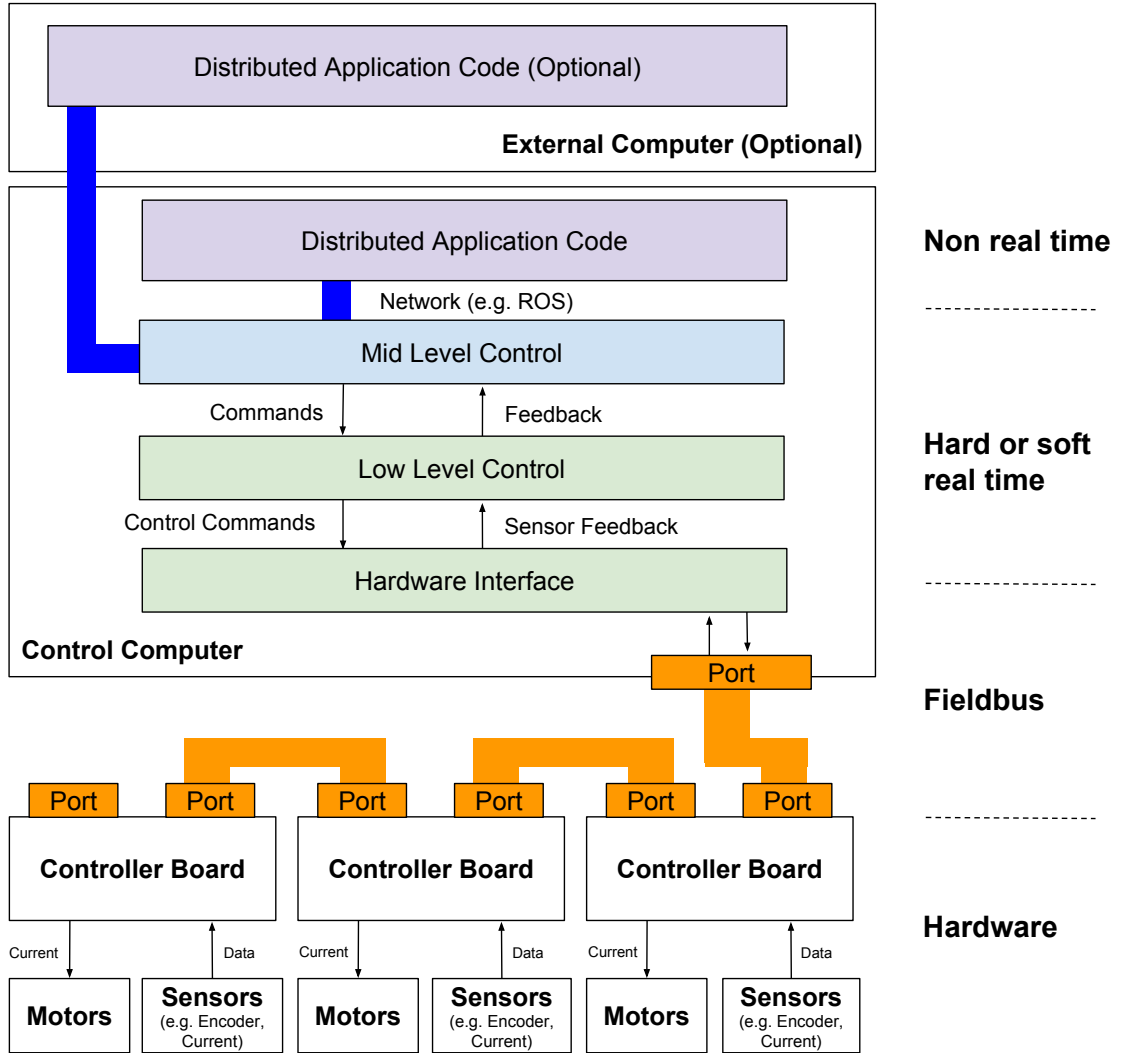 Distributed Application Code (Optional)
External Computer (Optional)
Distributed Application Code
Non real time
Network (e.g. ROS)
Mid Level Control
Commands
Feedback
Hard or soft
real time
Low Level Control
Control Commands
Sensor Feedback
Hardware Interface
Control Computer
Port
Fieldbus
Port
Port
Port
Port
Port
Port
Controller Board
Controller Board
Controller Board
Hardware
Current
Data
Current
Data
Current
Data
Motors
Sensors
(e.g. Encoder,
Current)
Motors
Sensors
(e.g. Encoder,
Current)
Motors
Sensors
(e.g. Encoder,
Current)